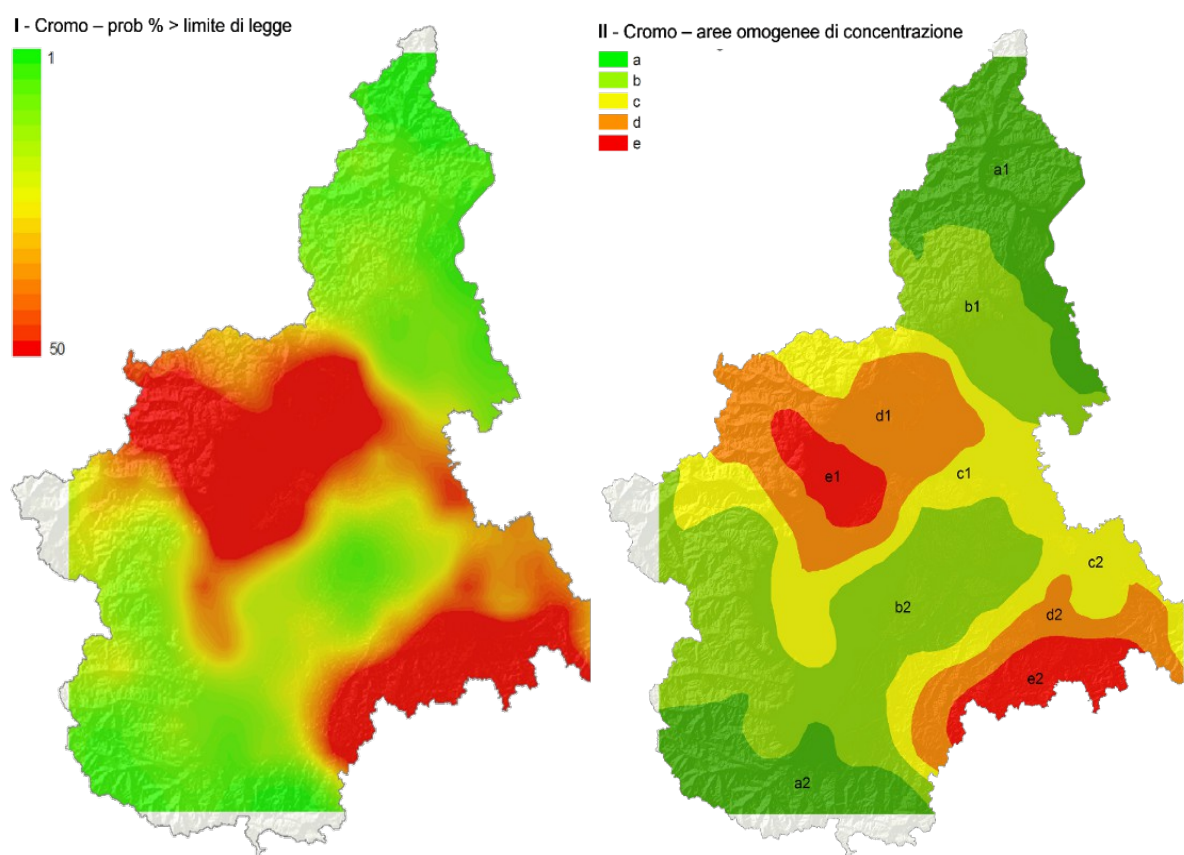 I - Cromo – prob % > limite di legge
1
50
II - Cromo – aree omogenee di concentrazione
a
b
c
d
e
a1
b1
d1
e1
c1
c2
b2
d2
e2
a2